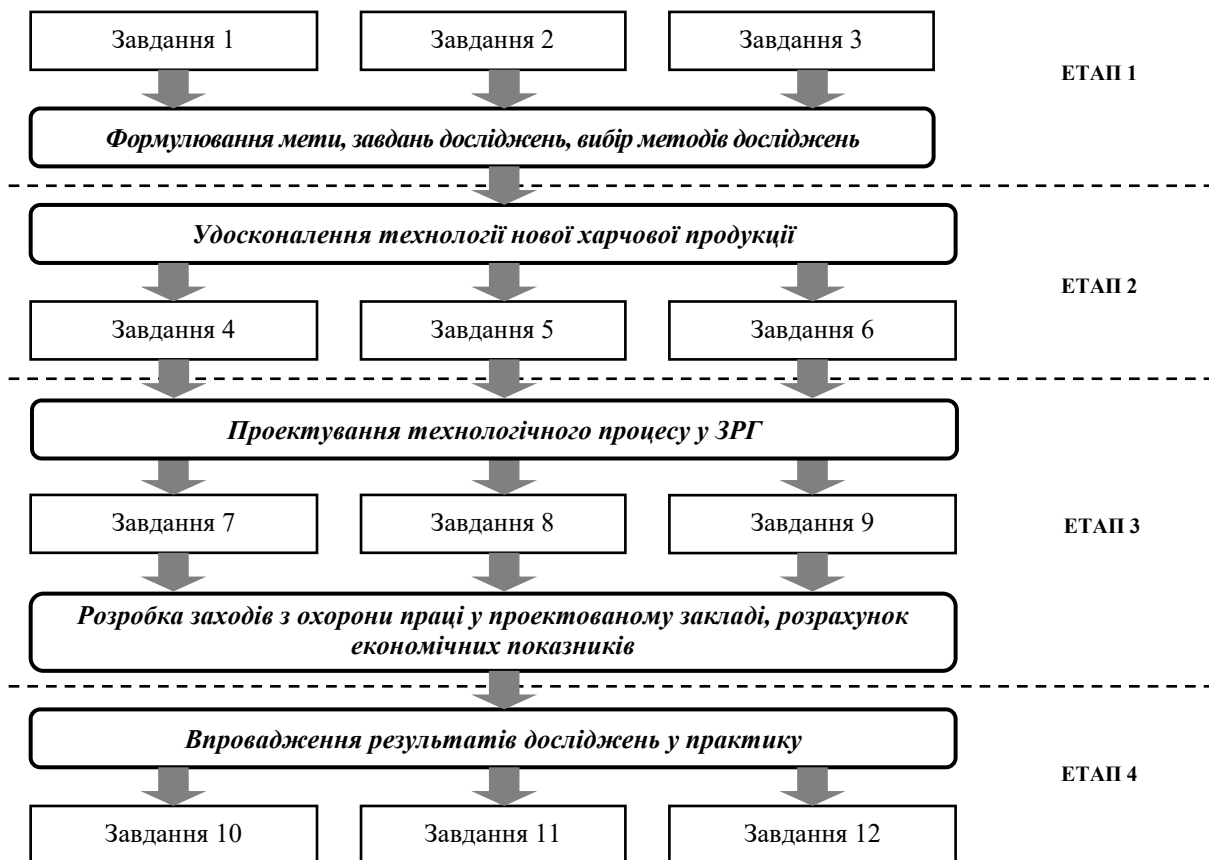 Завдання 1
Завдання 2
Завдання 3
ЕТАП 1
Формулювання мети, завдань досліджень, вибір методів досліджень
Удосконалення технології нової харчової продукції
ЕТАП 2
Завдання 4
Завдання 5
Завдання 6
Проектування технологічного процесу у ЗРГ
Завдання 7
Завдання 8
Завдання 9
ЕТАП 3
Розробка заходів з охорони праці у проектованому закладі, розрахунок
економічних показників
Впровадження результатів досліджень у практику
ЕТАП 4
Завдання 10
Завдання 11
Завдання 12